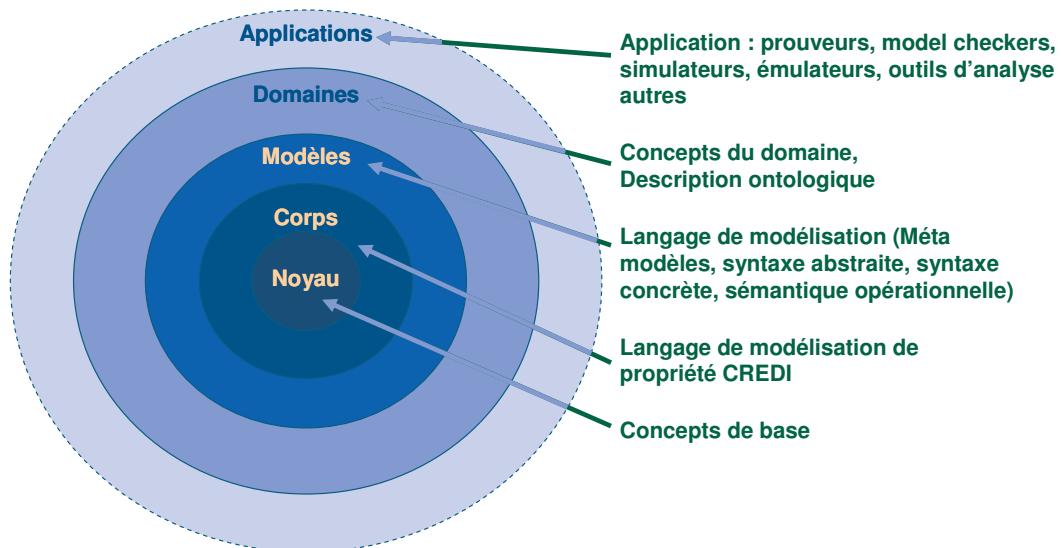 Applications
Domaines
Modèles
Corps
Noyau
Application : prouveurs, model checkers,
simulateurs, émulateurs, outils d'analyse
autres
Concepts du domaine,
Description ontologique
Langage de modélisation (Méta
modèles, syntaxe abstraite, syntaxe
concrète, sémantique opérationnelle)
Langage de modélisation de
propriété CREDI
Concepts de base